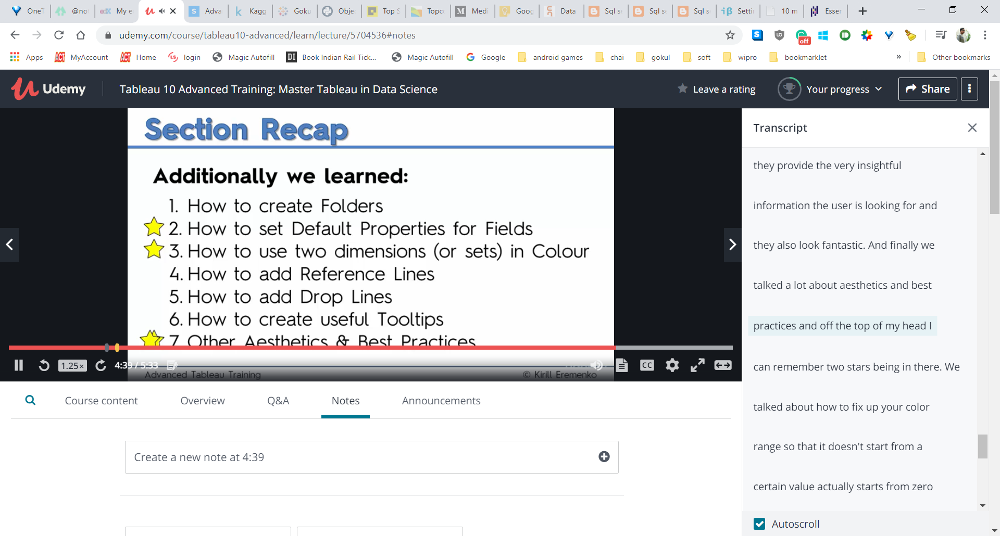 OneT @not My e Adva Kagg Goku Obje Top S Topc Medi Goog Data Sql se Sql se Sql se Settin 10 m Esser
udemy.com/course/tableau10-advanced/learn/lecture/5704536#notes
off
Apps MyAccount Home login Magic Autofill Book Indian Rail Tick... Magic Autofill Google android games chai gokul soft wipro bookmarklet » Other bookmarks
Udemy Tableau 10 Advanced Training: Master Tableau in Data Science Leave a rating Your progress Share
Section Recap
Additionally we learned:
1. How to create Folders
2. How to set Default Properties for Fields
3. How to use two dimensions (or sets) in Colour
4. How to add Reference Lines
5. How to add Drop Lines
6. How to create useful Tooltips
7. Other Aesthetics & Best Practices
1.25× 4:39 / 5:33 CC
Advanced Tableau Training © Kirill Eremenko
Course content Overview Q&A Notes Announcements
Create a new note at 4:39
Transcript
they provide the very insightful
information the user is looking for and
they also look fantastic. And finally we
talked a lot about aesthetics and best
practices and off the top of my head I
can remember two stars being in there. We
talked about how to fix up your color
range so that it doesn't start from a
certain value actually starts from zero
Autoscroll